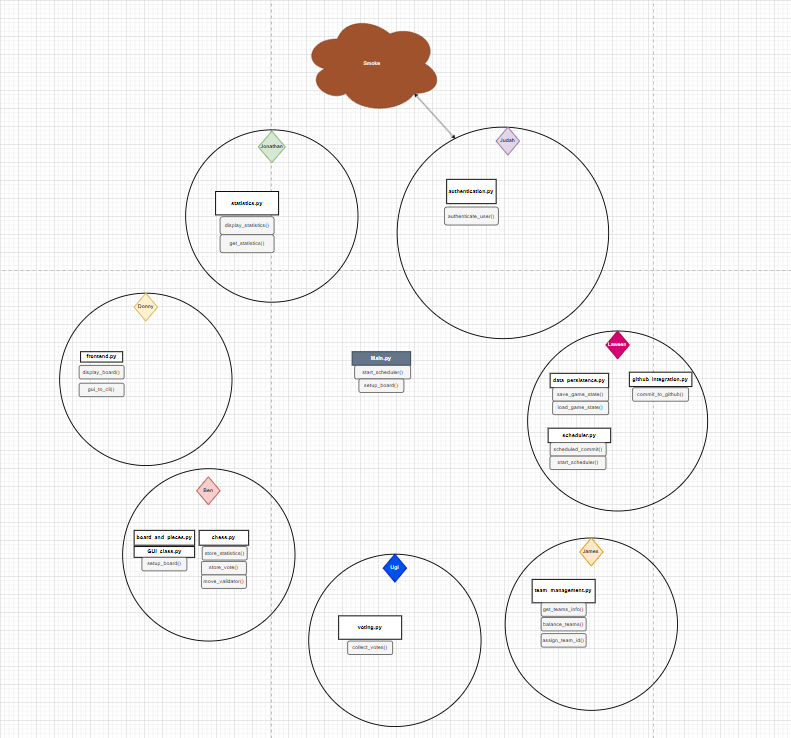 Smoke
Jonathan
statistics.py
display_statistics()
get_statistics()
Judah
authentication.py
authenticate_user()
Donny
frontend.py
display_board()
gui_to_cli()
Main.py
start_scheduler()
setup_board()
Laween
data_persistence.py
save_game_state()
load_game_state()
github_integration.py
commit_to_github()
scheduler.py
scheduled_commit()
start_scheduler()
Ben
board_and_pieces.py
GUI_class.py
setup_board()
chess.py
store_statistics()
store_vote()
move_validator()
Ugi
voting.py
collect_votes()
James
team_management.py
get_teams_info()
balance_teams()
assign_team_id()